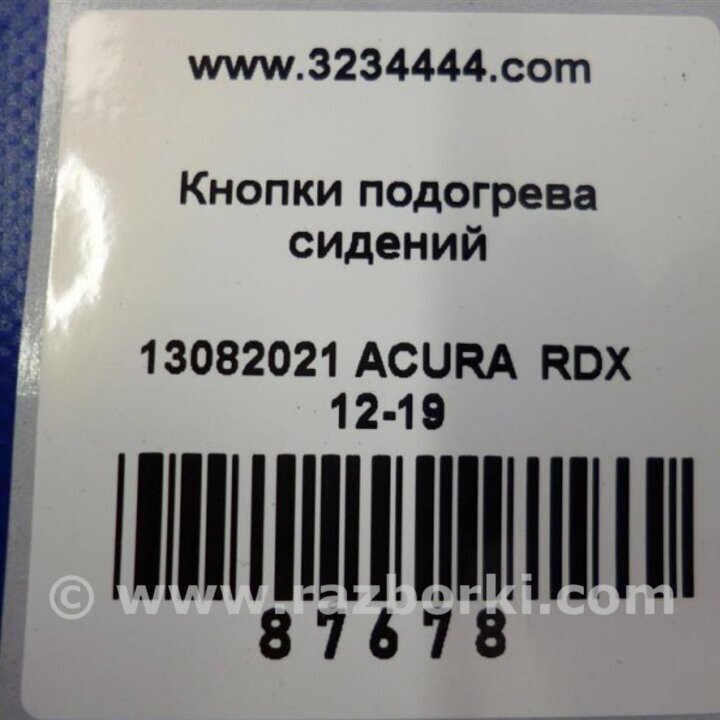 www.3234444.com
Кнопки подогрева
сидений
13082021 ACURA RDX
12-19
© www.razborki.com
87678